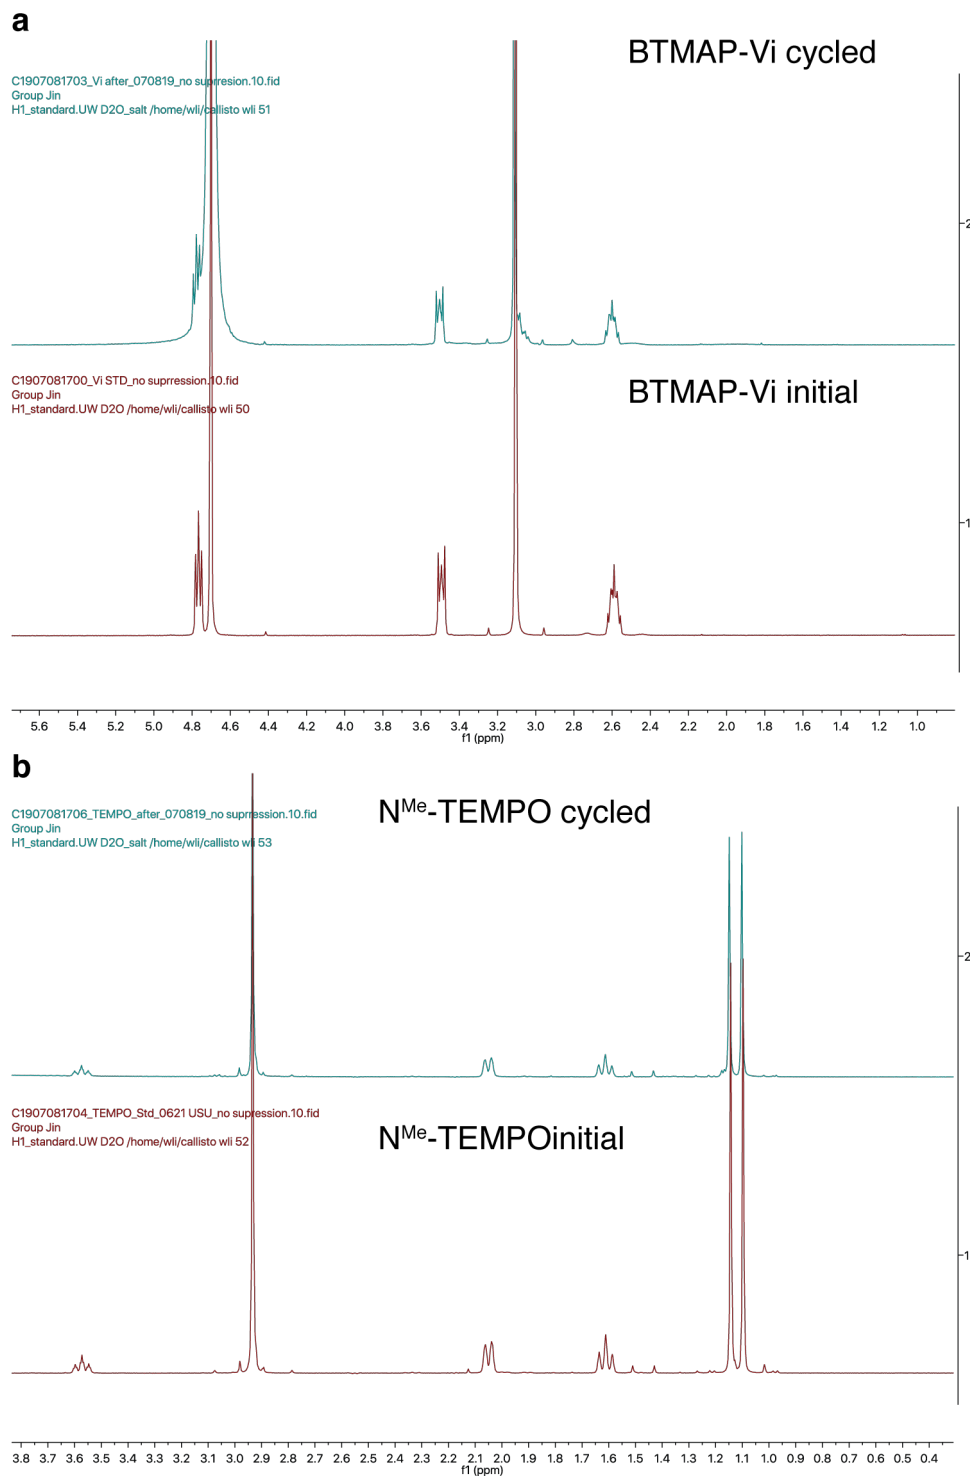 a
BTMAP-Vi cycled
C1907081703_Vi after_070819_no suprresion.10.fid
Group Jin
H1_standard.UW D2O_salt /home/wli/callisto wli 51
2
C1907081700_Vi STD_no suprression.10.fid
Group Jin
H1_standard.UW D2O /home/wli/callisto wli 50
BTMAP-Vi initial
1
5.6 5.4 5.2 5.0 4.8 4.6 4.4 4.2 4.0 3.8 3.6 3.4 3.2 3.0 2.8 2.6 2.4 2.2 2.0 1.8 1.6 1.4 1.2 1.0
f1 (ppm)
b
C1907081706_TEMPO_after_070819_no suprression.10.fid
Group Jin
H1_standard.UW D2O_salt /home/wli/callisto wli 53
NMe-TEMPO cycled
2
C1907081704_TEMPO_Std_0621 USU_no supression.10.fid
Group Jin
H1_standard.UW D2O /home/wli/callisto wli 52
NMe-TEMPOinitial
1
3.8 3.7 3.6 3.5 3.4 3.3 3.2 3.1 3.0 2.9 2.8 2.7 2.6 2.5 2.4 2.3 2.2 2.1 2.0 1.9 1.8 1.7 1.6 1.5 1.4 1.3 1.2 1.1 1.0 0.9 0.8 0.7 0.6 0.5 0.4
f1 (ppm)